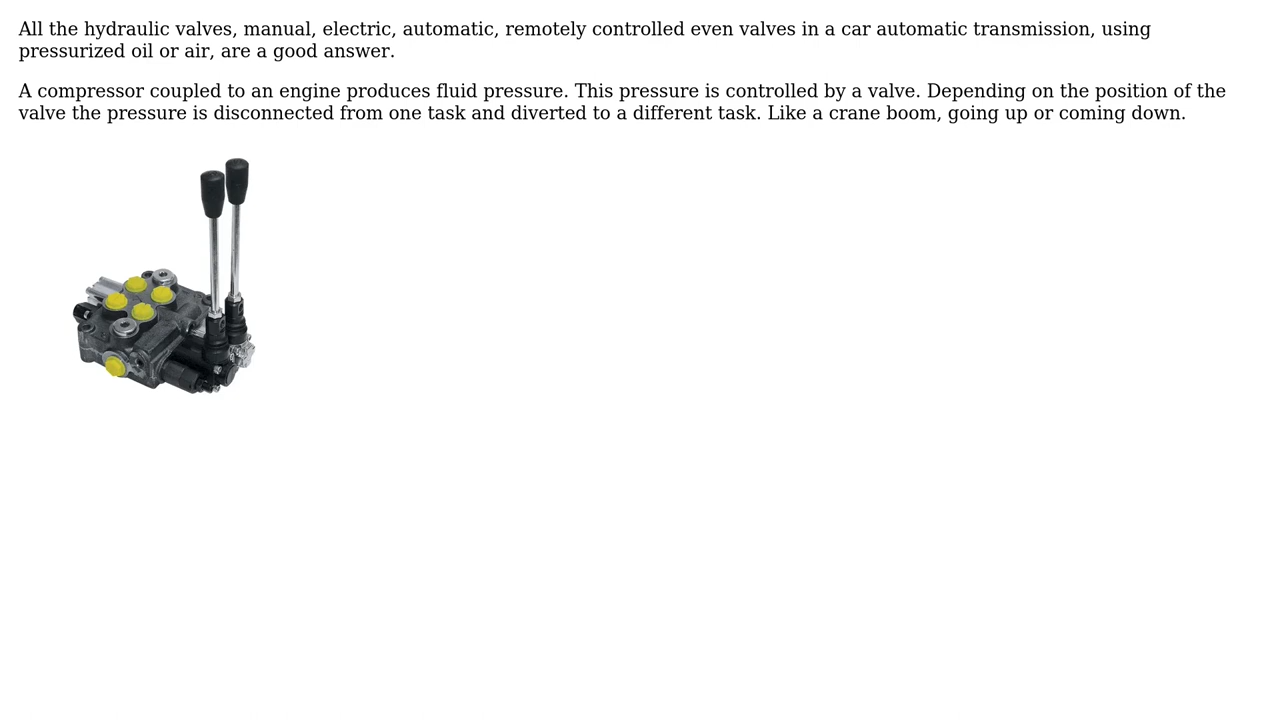 All the hydraulic valves, manual, electric, automatic, remotely controlled even valves in a car automatic transmission, using
pressurized oil or air, are a good answer.
A compressor coupled to an engine produces fluid pressure. This pressure is controlled by a valve. Depending on the position of the
valve the pressure is disconnected from one task and diverted to a different task. Like a crane boom, going up or coming down.